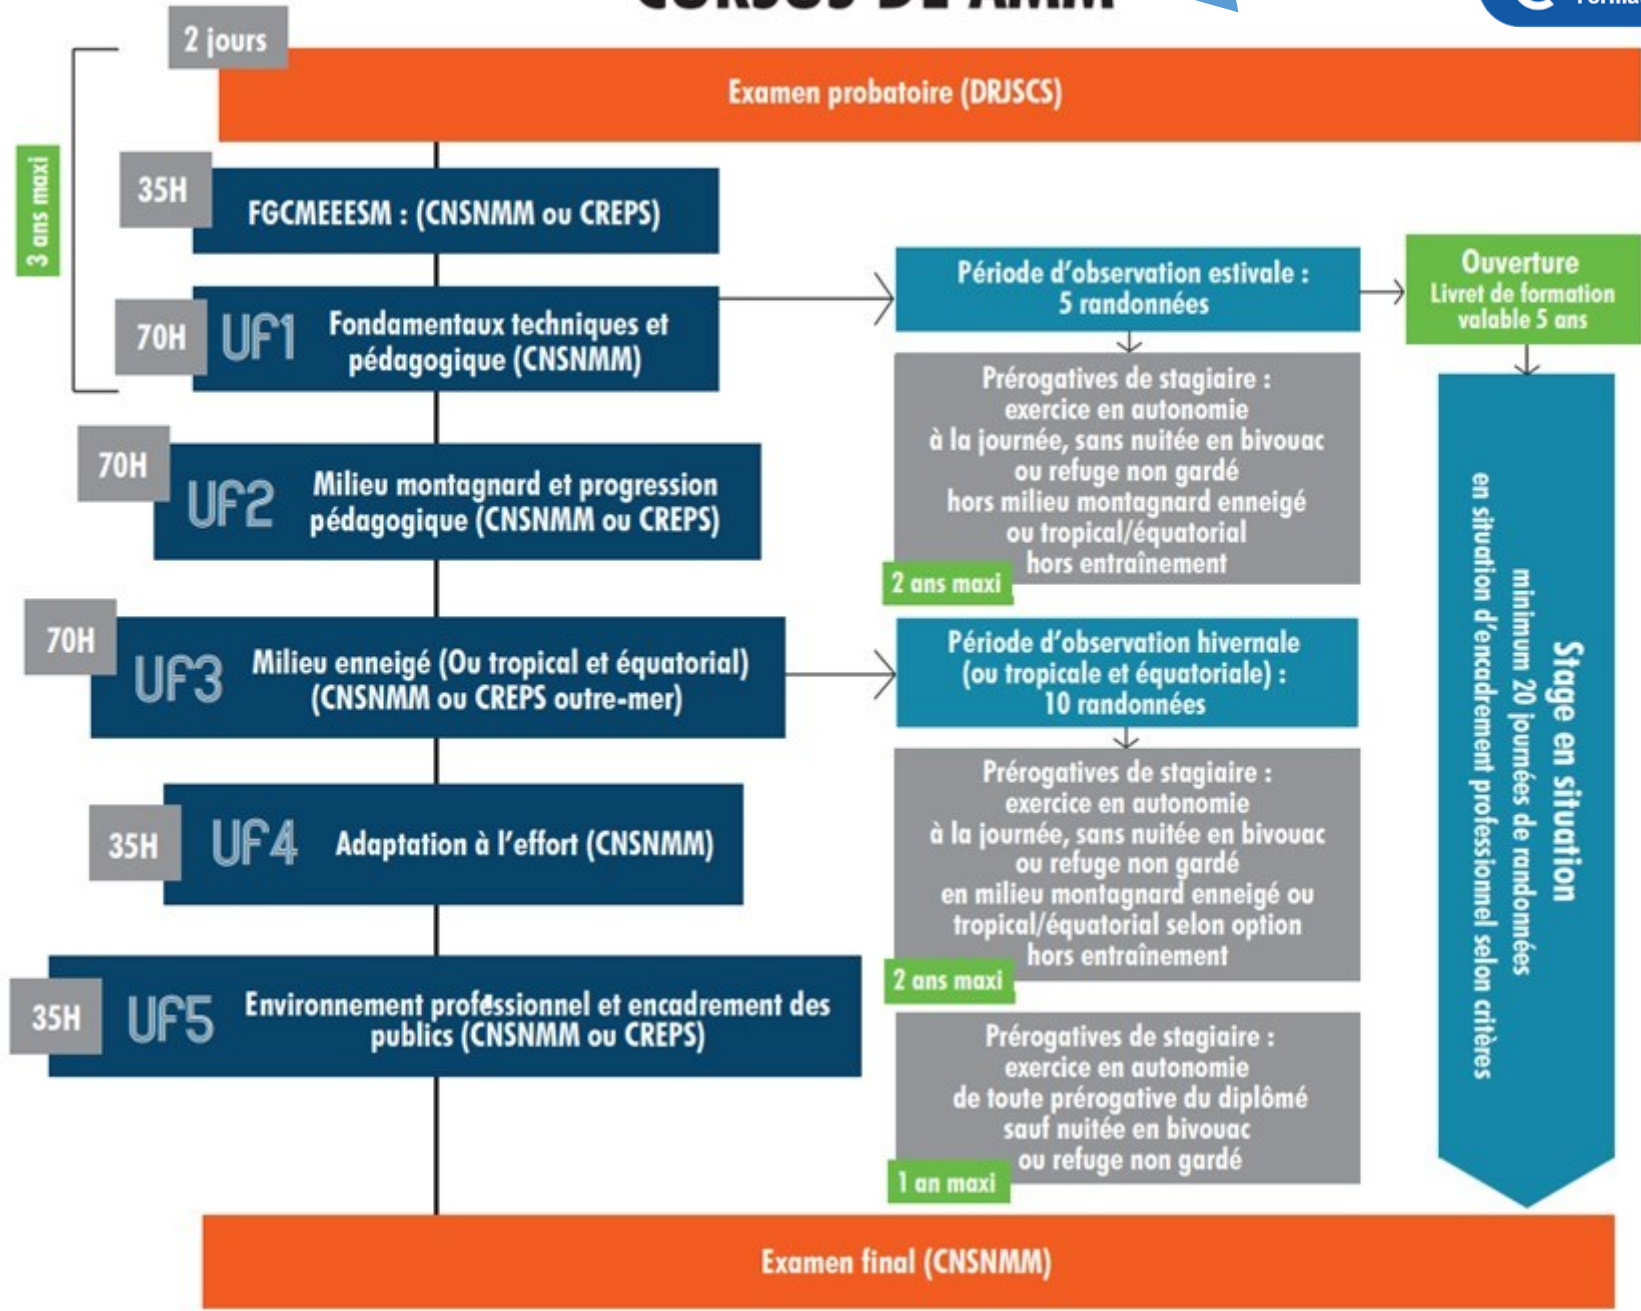 CURSUS DE AMM
2 jours
Examen probatoire (DRJSCS)
3 ans maxi
35H
FGCMEEESM : (CNSNMM ou CREPS)
70H
UF1
Fondamentaux techniques et
pédagogique (CNSNMM)
Période d'observation estivale :
5 randonnées
Ouverture
Livret de formation
valable 5 ans
Prérogatives de stagiaire :
exercice en autonomie
à la journée, sans nuitée en bivouac
ou refuge non gardé
hors milieu montagnard enneigé
ou tropical/équatorial
hors entraînement
2 ans maxi
70H
UF2
Milieu montagnard et progression
pédagogique (CNSNMM ou CREPS)
70H
UF3
Milieu enneigé (Ou tropical et équatorial)
(CNSNMM ou CREPS outre-mer)
Période d'observation hivernale
(ou tropicale et équatoriale) :
10 randonnées
Prérogatives de stagiaire :
exercice en autonomie
à la journée, sans nuitée en bivouac
ou refuge non gardé
en milieu montagnard enneigé ou
tropical/équatorial selon option
hors entraînement
2 ans maxi
35H
UF4
Adaptation à l'effort (CNSNMM)
35H
UF5
Environnement professionnel et encadrement des
publics (CNSNMM ou CREPS)
Prérogatives de stagiaire :
exercice en autonomie
de toute prérogative du diplômé
sauf nuitée en bivouac
ou refuge non gardé
1 an maxi
Stage en situation
minimum 20 journées de randonnées
en situation d'encadrement professionnel selon critères
Examen final (CNSNMM)